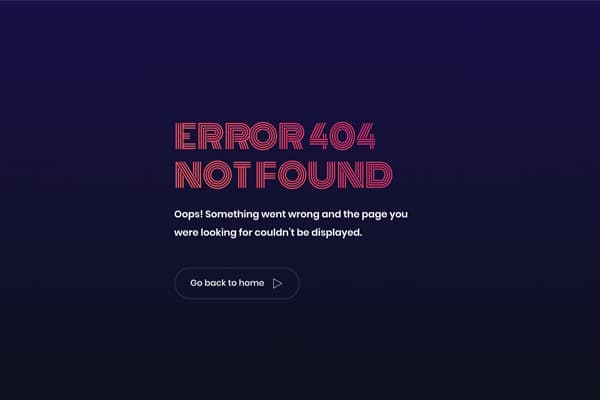 ERROR 404
NOT FOUND
Oops! Something went wrong and the page you
were looking for couldn't be displayed.
Go back to home